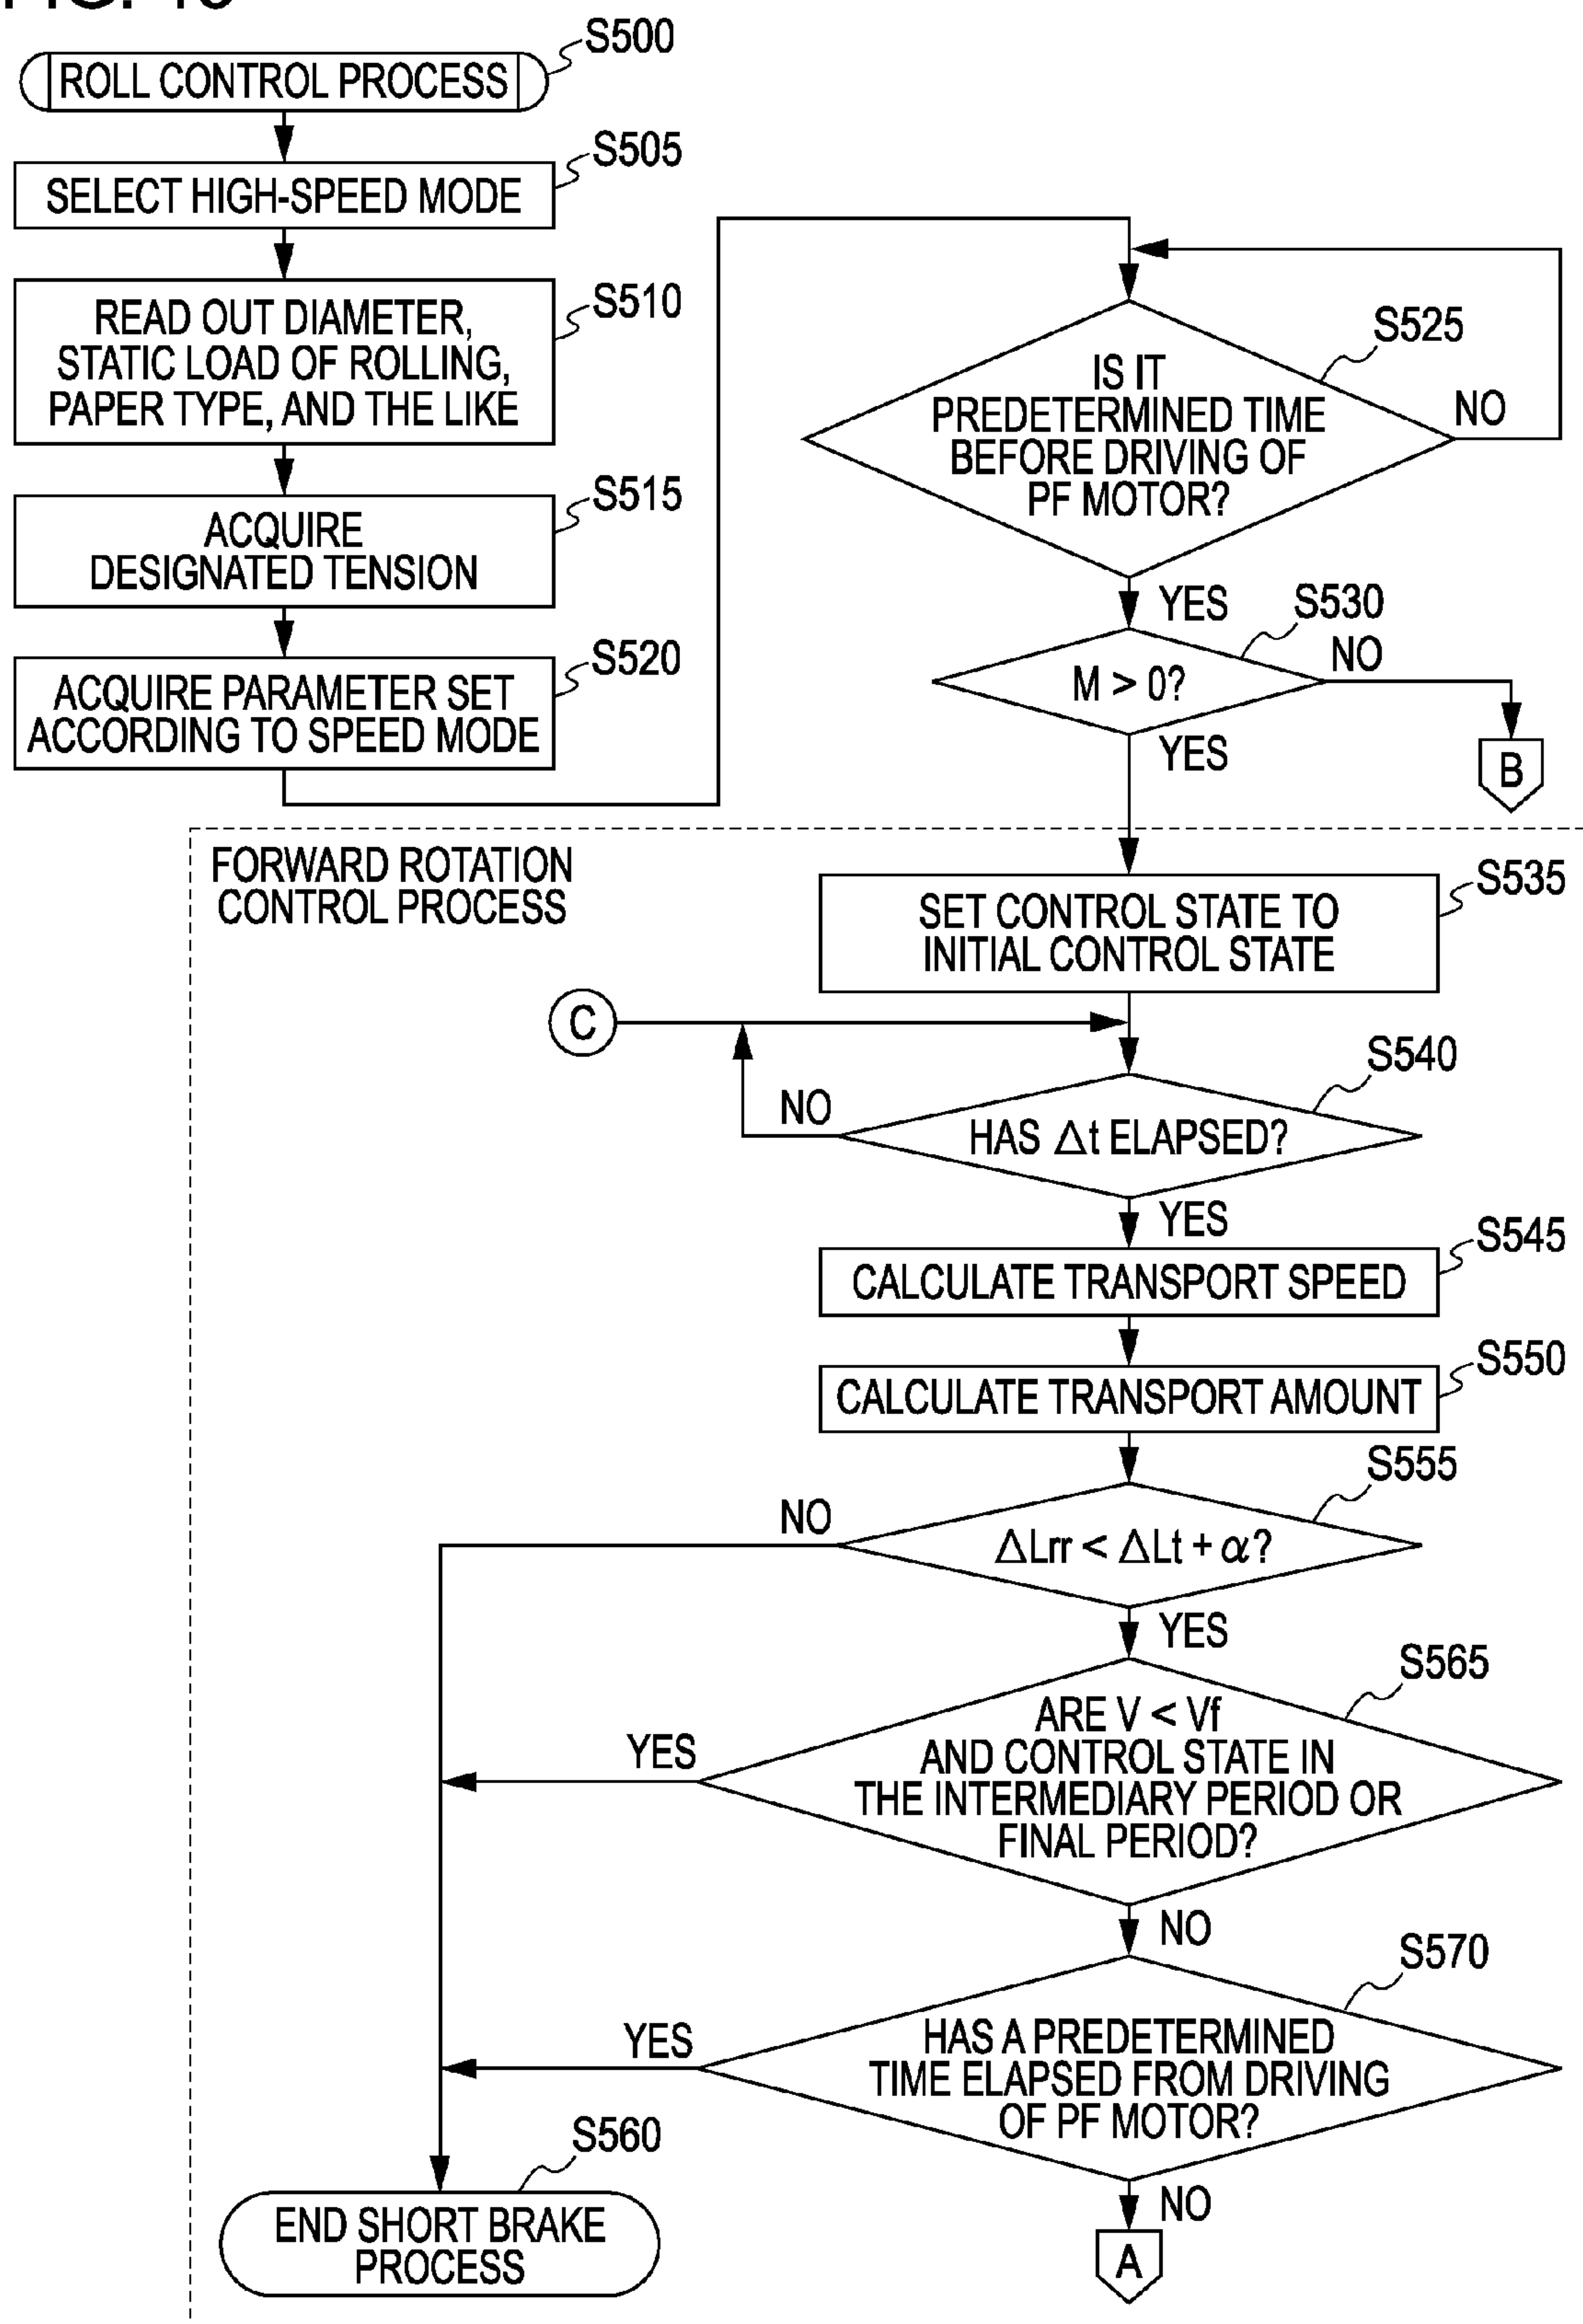 ROLL CONTROL PROCESS
S500
SELECT HIGH-SPEED MODE
S505
READ OUT DIAMETER,
STATIC LOAD OF ROLLING,
PAPER TYPE, AND THE LIKE
S510
ACQUIRE
DESIGNATED TENSION
S515
ACQUIRE PARAMETER SET
ACCORDING TO SPEED MODE
S520
IS IT
PREDETERMINED TIME
BEFORE DRIVING OF
PF MOTOR?
S525
NO
YES
M > 0?
S530
NO
B
YES
FORWARD ROTATION
CONTROL PROCESS
SET CONTROL STATE TO
INITIAL CONTROL STATE
S535
C
HAS Δt ELAPSED?
S540
NO
YES
CALCULATE TRANSPORT SPEED
S545
CALCULATE TRANSPORT AMOUNT
S550
ΔLrr < ΔLt + α?
S555
NO
YES
ARE V < Vf
AND CONTROL STATE IN
THE INTERMEDIARY PERIOD OR
FINAL PERIOD?
S565
YES
NO
HAS A PREDETERMINED
TIME ELAPSED FROM DRIVING
OF PF MOTOR?
S570
YES
NO
A
END SHORT BRAKE
PROCESS
S560